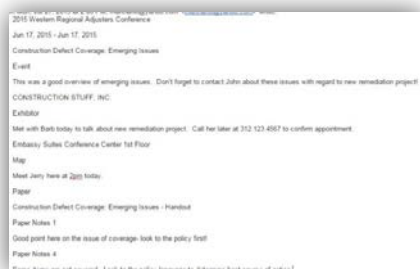 2015 Western Regional Adjusters Conference
Jun 17, 2015 - Jun 17, 2015
Construction Defect Coverage: Emerging Issues
Event
This was a good overview of emerging issues. Don't forget to contact John about these issues with regard to new remediation project!
CONSTRUCTION STUFF, INC.
Exhibitor
Met with Barb today to talk about new remediation project. Call her later at 312 123 4567 to confirm appointment.
Embassy Suites Conference Center 1st Floor
Map
Meet Jerry here at 2pm today.
Paper
Construction Defect Coverage: Emerging Issues - Handout
Paper Notes 1
Good point here on the issue of coverage- look to the policy first!
Paper Notes 4